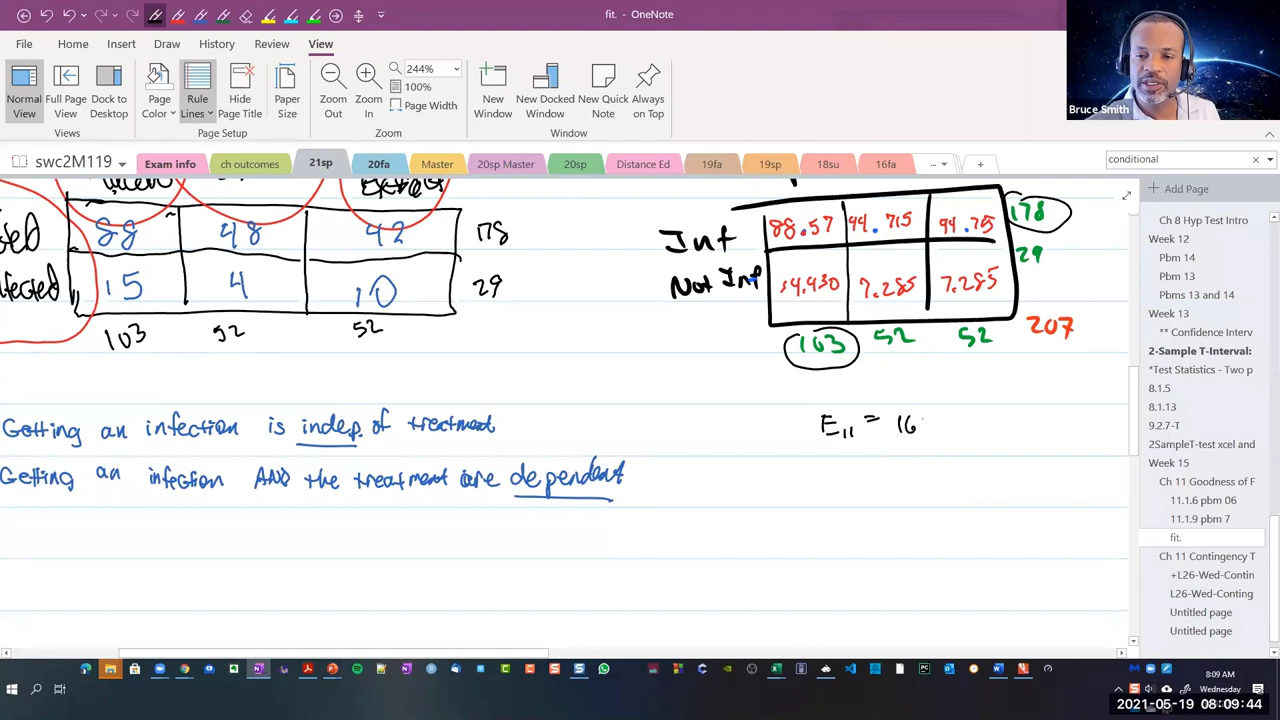 fit. - OneNote
File Home Insert Draw History Review View
244%
100%
Page Width
Normal View
Full Page View
Dock to Desktop
Page Color
Rule Lines
Hide Page Title
Paper Size
Zoom Out
Zoom In
New Window
New Docked Window
New Quick Note
Always on Top
Views
Page Setup
Zoom
Window
Bruce Smith
swc2M119
Exam info ch outcomes 21sp 20fa Master 20sp Master 20sp Distance Ed 19fa 19sp 18su 16fa
conditional
Add Page
Ch 8 Hyp Test Intro
Week 12
Pbm 14
Pbm 13
Pbms 13 and 14
Week 13
** Confidence Interv
2-Sample T-Interval:
*Test Statistics - Two p
8.1.5
8.1.13
9.2.7-T
2SampleT-test xcel and
Week 15
Ch 11 Goodness of F
11.1.6 pbm 06
11.1.9 pbm 7
fit.
Ch 11 Contingency T
+L26-Wed-Contin
L26-Wed-Conting
Untitled page
Untitled page
88 48 42 178
15 4 10 29
103 52 52
Inf 88.57 44.715 44.75 178
Not Inf 14.430 7.285 7.285 29
103 52 52 207
E11 = 16
Getting an infection is indep. of treatment
Getting an infection AND the treatment are dependent
8:09 AM
Wednesday
2021-05-19 08:09:44